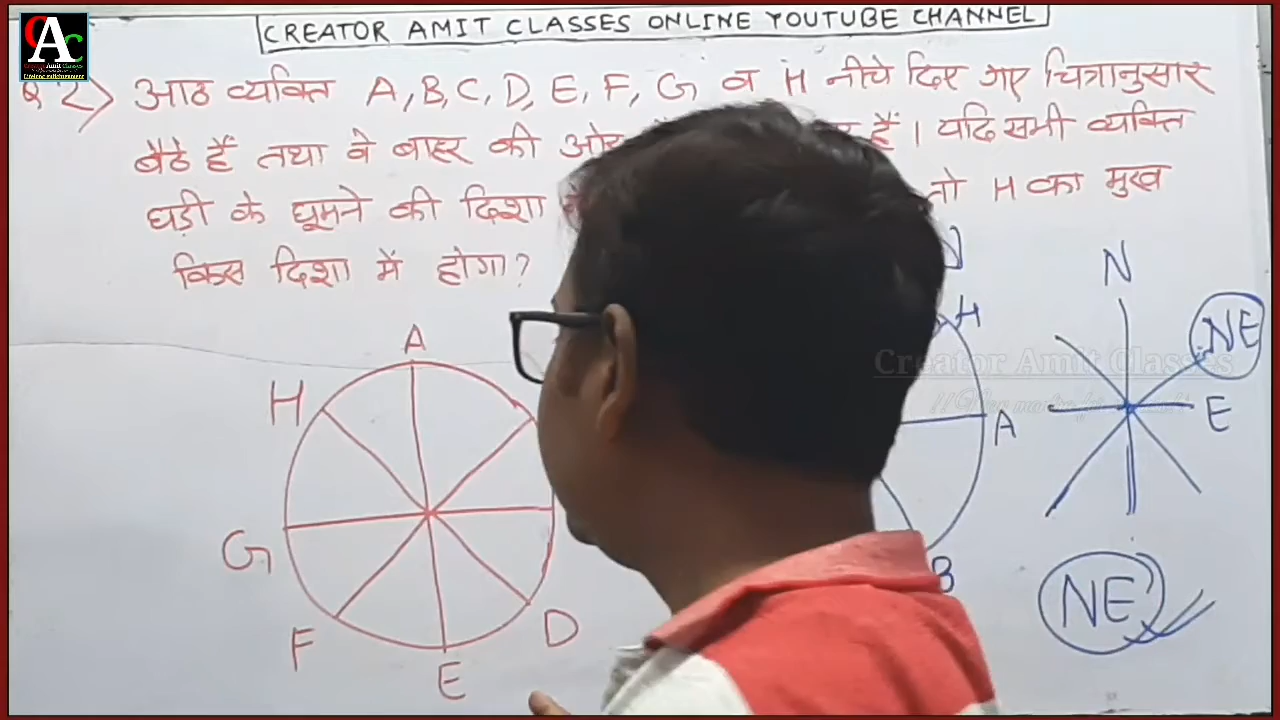 CREATOR AMIT CLASSES ONLINE YOUTUBE CHANNEL
CAC
Q 2) आठ व्यक्ति A, B, C, D, E, F, G व H नीचे दिए गए चित्रानुसार
बैठे हैं तथा वे बाहर की ओर हैं । यदि सभी व्यक्ति
घड़ी के घूमने की दिशा तो H का मुख
किस दिशा में होगा?
N
N
H
NE
A
H
Creator Amit Classes
A
E
G
B
NE
F
D
E